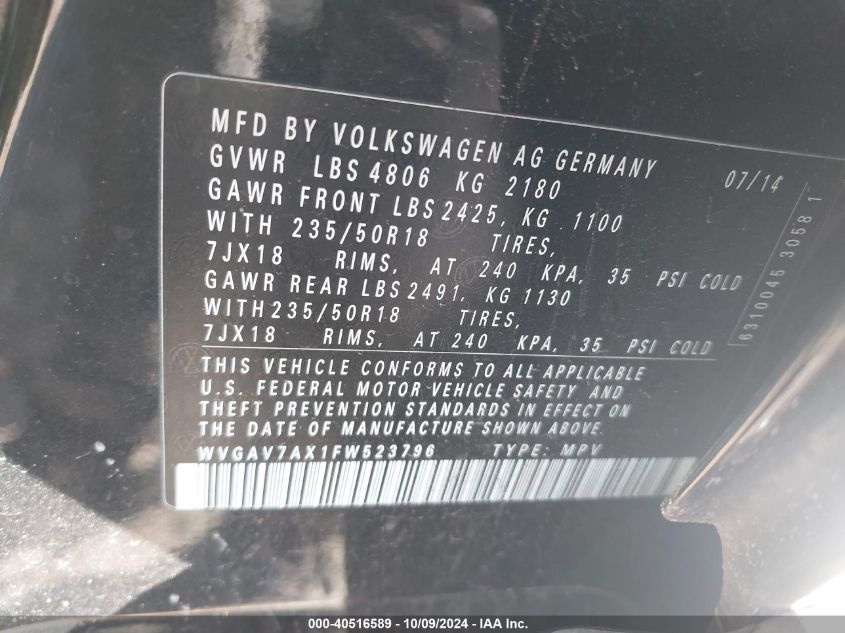 MFD BY VOLKSWAGEN AG GERMANY 07/14
GVWR LBS 4806 KG 2180
GAWR FRONT LBS 2425, KG 1100
WITH 235/50R18 TIRES,
7JX18 RIMS, AT 240 KPA, 35 PSI COLD
GAWR REAR LBS 2491, KG 1130
WITH 235/50R18 TIRES,
7JX18 RIMS, AT 240 KPA, 35 PSI COLD
THIS VEHICLE CONFORMS TO ALL APPLICABLE
U.S. FEDERAL MOTOR VEHICLE SAFETY AND
THEFT PREVENTION STANDARDS IN EFFECT ON
THE DATE OF MANUFACTURE SHOWN ABOVE.
WVGAV7AX1FW523796 TYPE: MPV
6310045 3058 1
000-40516589 - 10/09/2024 - IAA Inc.